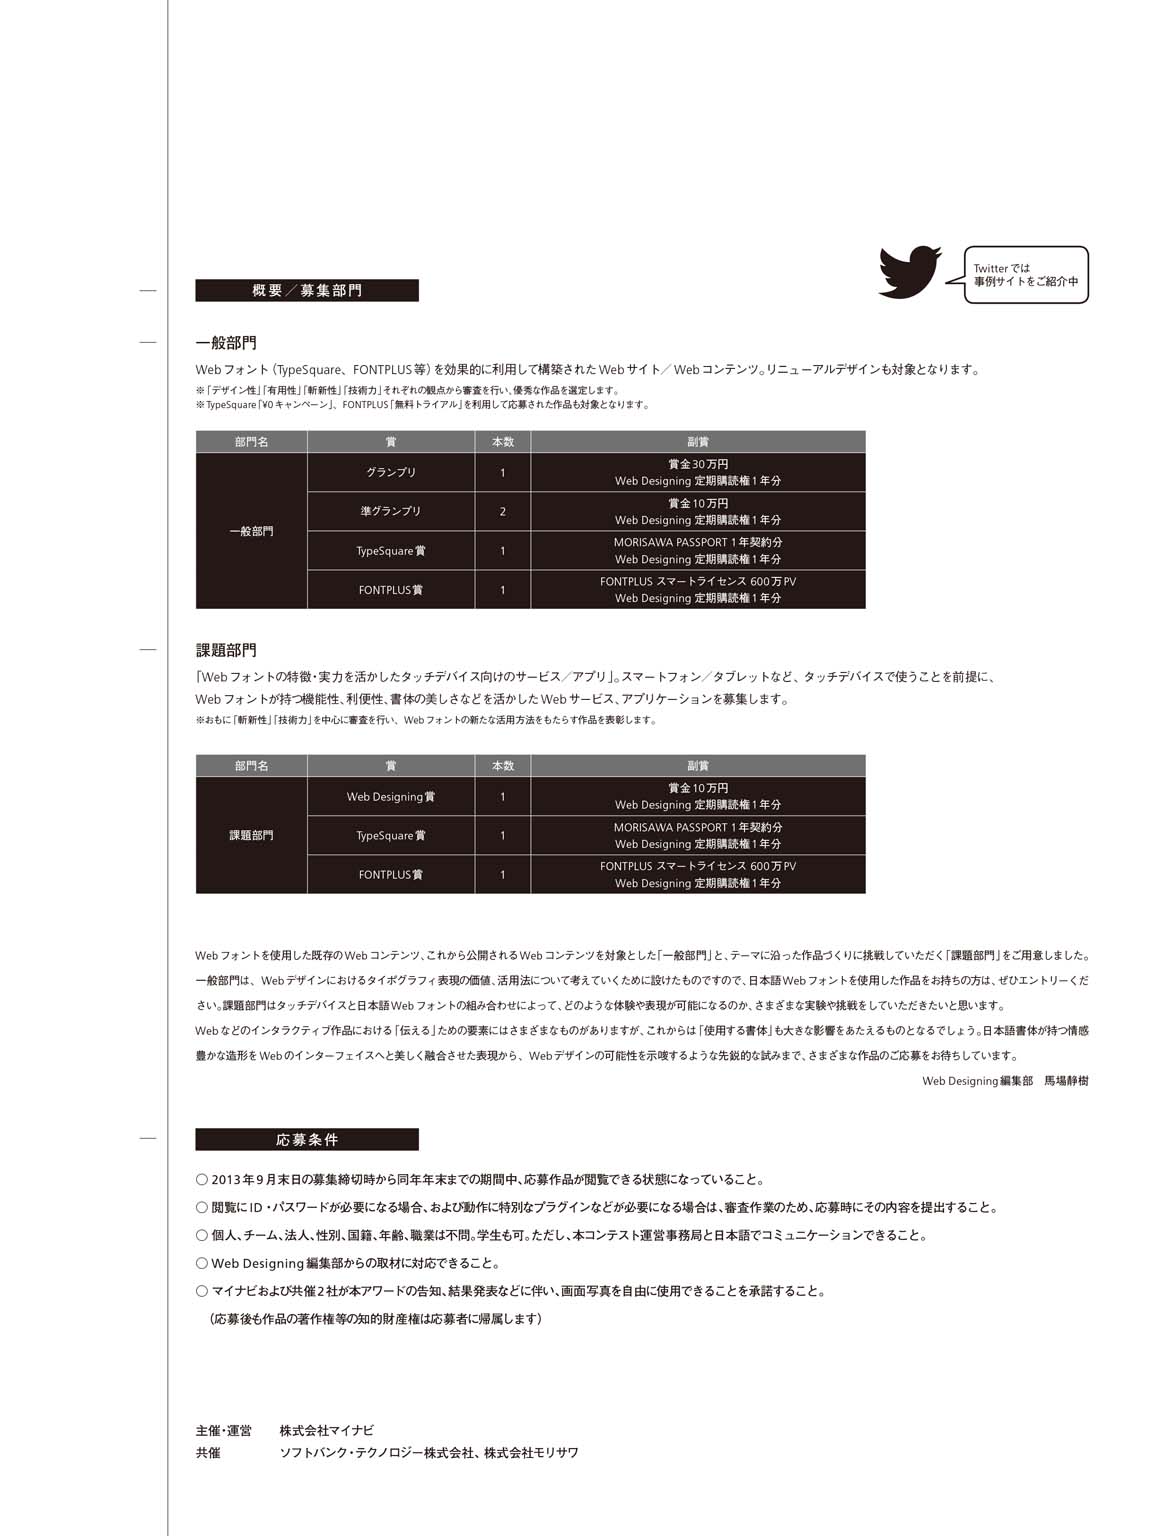 Twitterでは
事例サイトをご紹介中
概要／募集部門
一般部門
Webフォント（TypeSquare、FONTPLUS等）を効果的に利用して構築されたWebサイト／Webコンテンツ。リニューアルデザインも対象となります。
※「デザイン性」「有用性」「斬新性」「技術力」それぞれの観点から審査を行い、優秀な作品を選定します。
※TypeSquare「¥0キャンペーン」、FONTPLUS「無料トライアル」を利用して応募された作品も対象となります。
部門名 賞 本数 副賞
一般部門
グランプリ 1 賞金30万円
Web Designing 定期購読権1年分
準グランプリ 2 賞金10万円
Web Designing 定期購読権1年分
TypeSquare賞 1 MORISAWA PASSPORT 1年契約分
Web Designing 定期購読権1年分
FONTPLUS賞 1 FONTPLUS スマートライセンス 600万PV
Web Designing 定期購読権1年分
課題部門
「Webフォントの特徴・実力を活かしたタッチデバイス向けのサービス／アプリ」。スマートフォン／タブレットなど、タッチデバイスで使うことを前提に、
Webフォントが持つ機能性、利便性、書体の美しさなどを活かしたWebサービス、アプリケーションを募集します。
※おもに「斬新性」「技術力」を中心に審査を行い、Webフォントの新たな活用方法をもたらす作品を表彰します。
部門名 賞 本数 副賞
課題部門
Web Designing賞 1 賞金10万円
Web Designing 定期購読権1年分
TypeSquare賞 1 MORISAWA PASSPORT 1年契約分
Web Designing 定期購読権1年分
FONTPLUS賞 1 FONTPLUS スマートライセンス 600万PV
Web Designing 定期購読権1年分
Webフォントを使用した既存のWebコンテンツ、これから公開されるWebコンテンツを対象とした「一般部門」と、テーマに沿った作品づくりに挑戦していただく「課題部門」をご用意しました。
一般部門は、Webデザインにおけるタイポグラフィ表現の価値、活用法について考えていくために設けたものですので、日本語Webフォントを使用した作品をお持ちの方は、ぜひエントリーくだ
さい。課題部門はタッチデバイスと日本語Webフォントの組み合わせによって、どのような体験や表現が可能になるのか、さまざまな実験や挑戦をしていただきたいと思います。
Webなどのインタラクティブ作品における「伝える」ための要素にはさまざまなものがありますが、これからは「使用する書体」も大きな影響をあたえるものとなるでしょう。日本語書体が持つ情感
豊かな造形をWebのインターフェイスへと美しく融合させた表現から、Webデザインの可能性を示唆するような先鋭的な試みまで、さまざまな作品のご応募をお待ちしています。
Web Designing編集部　馬場静樹
応募条件
○ 2013年9月末日の募集締切時から同年年末までの期間中、応募作品が閲覧できる状態になっていること。
○ 閲覧にID・パスワードが必要になる場合、および動作に特別なプラグインなどが必要になる場合は、審査作業のため、応募時にその内容を提出すること。
○ 個人、チーム、法人、性別、国籍、年齢、職業は不問。学生も可。ただし、本コンテスト運営事務局と日本語でコミュニケーションできること。
○ Web Designing編集部からの取材に対応できること。
○ マイナビおよび共催2社が本アワードの告知、結果発表などに伴い、画面写真を自由に使用できることを承諾すること。
（応募後も作品の著作権等の知的財産権は応募者に帰属します）
主催・運営　株式会社マイナビ
共催　ソフトバンク・テクノロジー株式会社、株式会社モリサワ